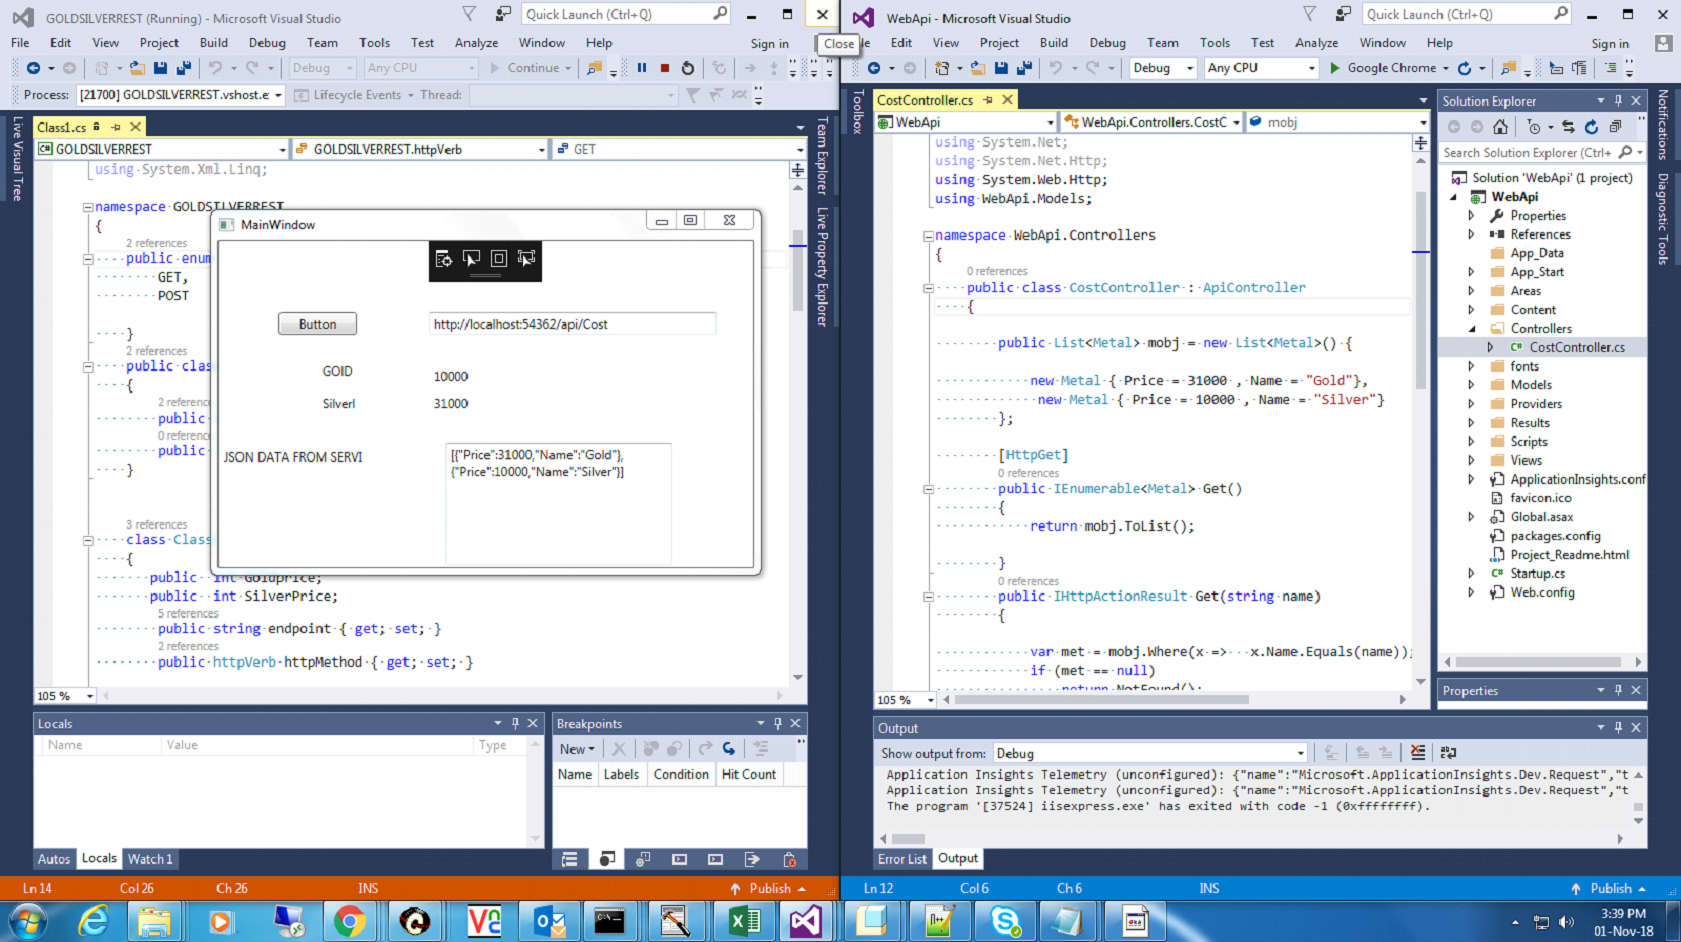 GOLDSILVERREST (Running) - Microsoft Visual Studio
Quick Launch (Ctrl+Q)
File Edit View Project Build Debug Team Tools Test Analyze Window Help
Sign in
Close
Debug Any CPU Continue
Process: [21700] GOLDSILVERREST.vshost.e
Lifecycle Events Thread:
Live Visual Tree
Class1.cs
GOLDSILVERREST
GOLDSILVERREST.httpVerb
GET
using System.Xml.Linq;
namespace GOLDSILVERREST
{
2 references
public enum
GET,
POST
}
2 references
public clas
{
2 referenc
public
0 referenc
public
}
3 references
class Class
{
public int Goldprice;
public int SilverPrice;
5 references
public string endpoint { get; set; }
2 references
public httpVerb httpMethod { get; set; }
105 %
Team Explorer
Live Property Explorer
MainWindow
Button
http://localhost:54362/api/Cost
GOlD
10000
Silverl
31000
JSON DATA FROM SERVI
[{"Price":31000,"Name":"Gold"},
{"Price":10000,"Name":"Silver"}]
Locals
Name Value Type
Autos Locals Watch 1
Breakpoints
New
Name Labels Condition Hit Count
Ln 14 Col 26 Ch 26 INS Publish
WebApi - Microsoft Visual Studio
Quick Launch (Ctrl+Q)
le Edit View Project Build Debug Team Tools Test Analyze Window Help
Sign in
Debug Any CPU Google Chrome
Toolbox
CostController.cs
WebApi
WebApi.Controllers.CostC
mobj
using System.Net;
using System.Net.Http;
using System.Web.Http;
using WebApi.Models;
namespace WebApi.Controllers
{
0 references
public class CostController : ApiController
{
public List<Metal> mobj = new List<Metal>() {
new Metal { Price = 31000 , Name = "Gold"},
new Metal { Price = 10000 , Name = "Silver"}
};
[HttpGet]
0 references
public IEnumerable<Metal> Get()
{
return mobj.ToList();
}
0 references
public IHttpActionResult Get(string name)
{
var met = mobj.Where(x => x.Name.Equals(name));
if (met == null)
return NotFound();
105 %
Solution Explorer
Search Solution Explorer (Ctrl+
Solution 'WebApi' (1 project)
WebApi
Properties
References
App_Data
App_Start
Areas
Content
Controllers
CostController.cs
fonts
Models
Providers
Results
Scripts
Views
ApplicationInsights.conf
favicon.ico
Global.asax
packages.config
Project_Readme.html
Startup.cs
Web.config
Properties
Notifications
Diagnostic Tools
Output
Show output from: Debug
Application Insights Telemetry (unconfigured): {"name":"Microsoft.ApplicationInsights.Dev.Request","t
Application Insights Telemetry (unconfigured): {"name":"Microsoft.ApplicationInsights.Dev.Request","t
The program '[37524] iisexpress.exe' has exited with code -1 (0xffffffff).
Error List Output
Ln 12 Col 6 Ch 6 INS Publish
3:39 PM
01-Nov-18